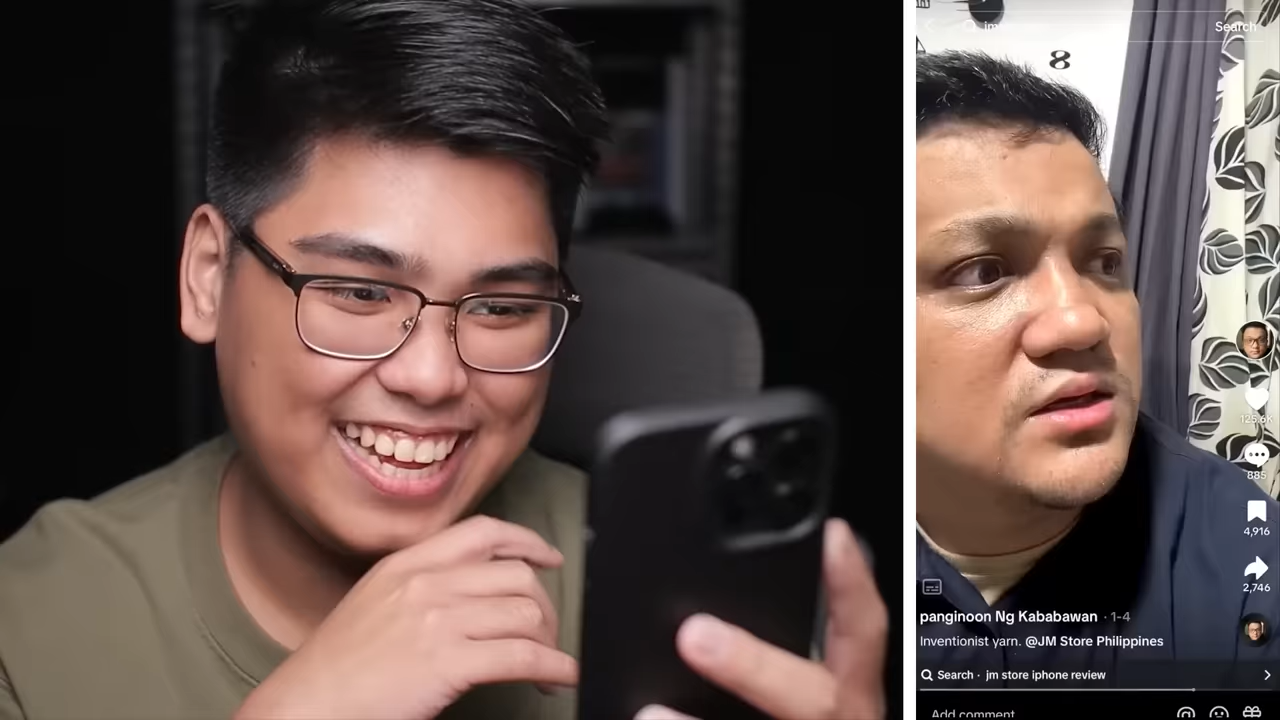 jm
Search
8
125.6K
885
4,916
2,746
panginoon Ng Kababawan · 1-4
Inventionist yarn. @JM Store Philippines
Search · jm store iphone review
Add comment